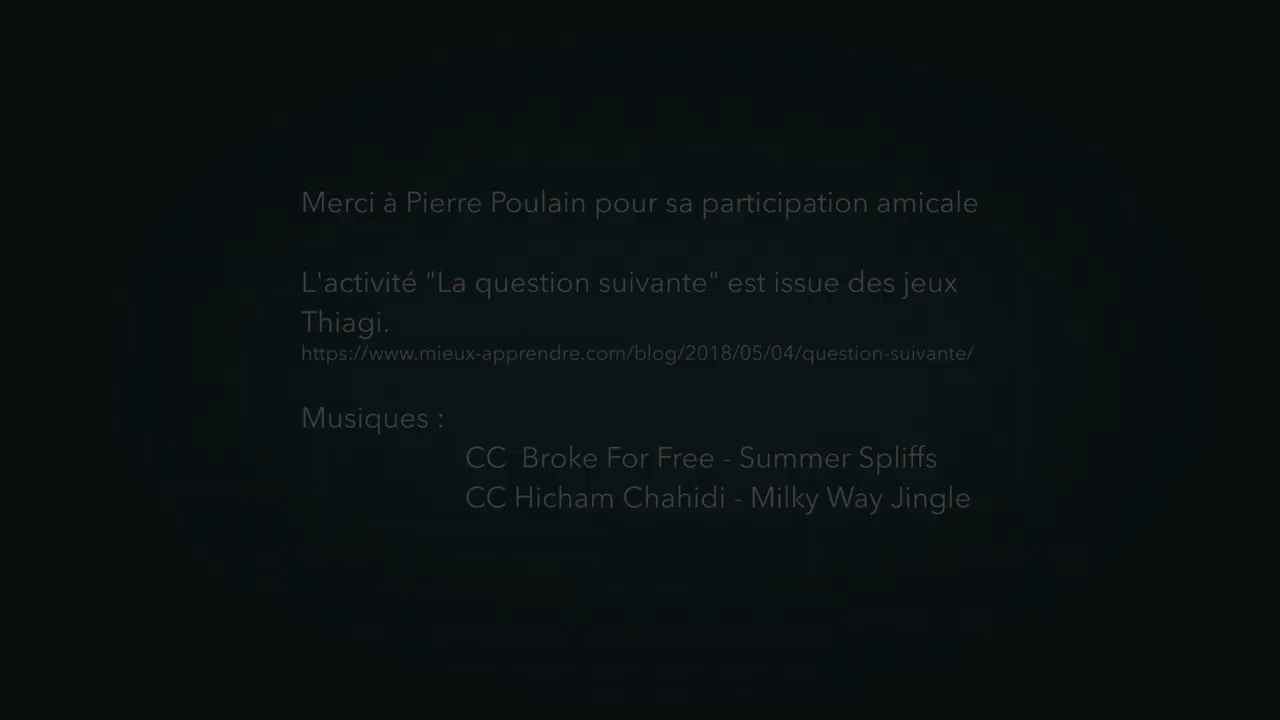 Merci à Pierre Poulain pour sa participation amicale
L'activité "La question suivante" est issue des jeux
Thiagi.
https://www.mieux-apprendre.com/blog/2018/05/04/question-suivante/
Musiques :
CC  Broke For Free - Summer Spliffs
CC Hicham Chahidi - Milky Way Jingle